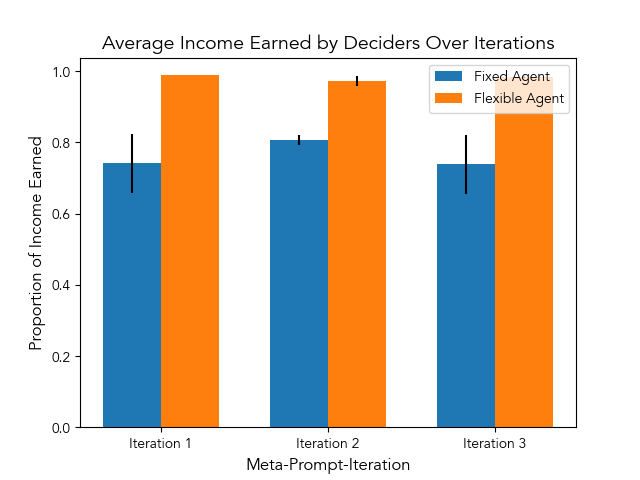 Average Income Earned by Deciders Over Iterations
Fixed Agent
Flexible Agent
Proportion of Income Earned
1.0
0.8
0.6
0.4
0.2
0.0
Iteration 1
Iteration 2
Iteration 3
Meta-Prompt-Iteration